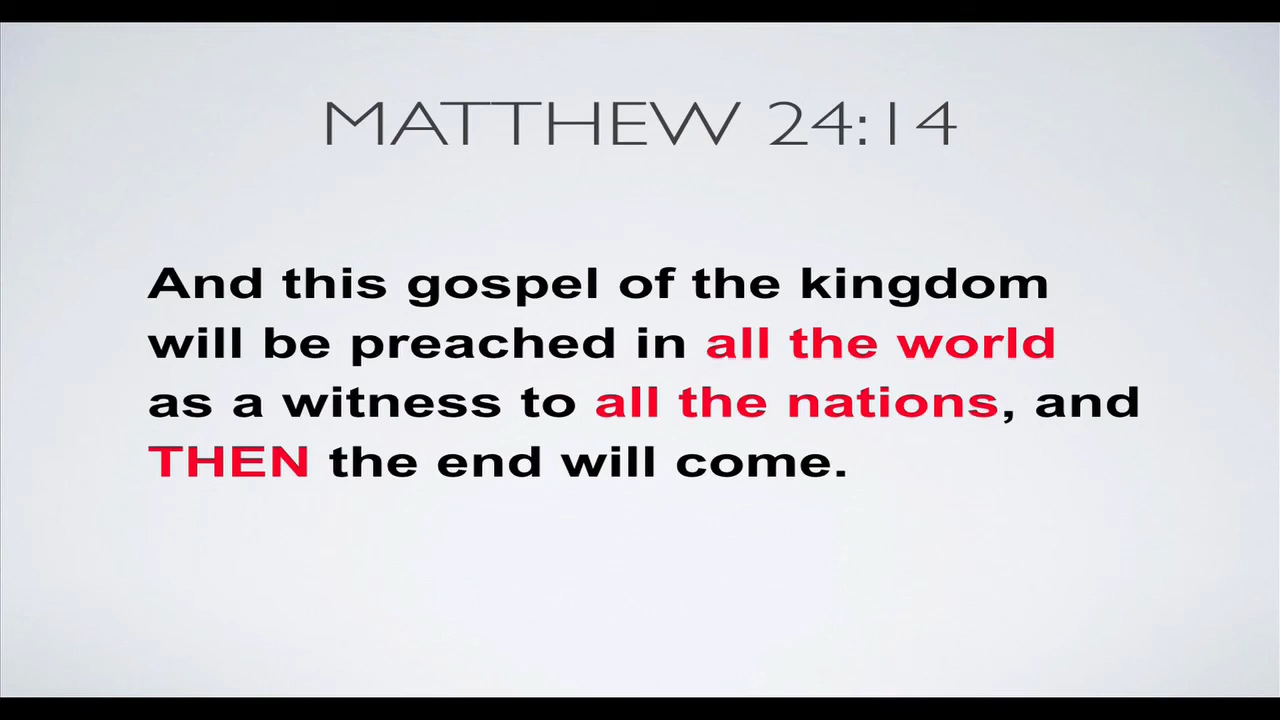 MATTHEW 24:14
And this gospel of the kingdom
will be preached in all the world
as a witness to all the nations, and
THEN the end will come.